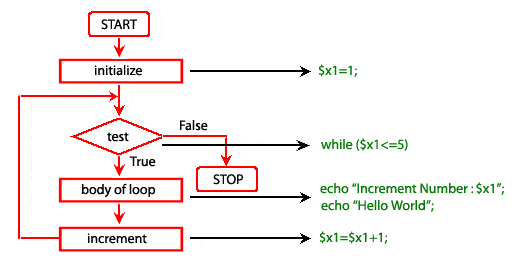 START
initialize
$x1=1;
test
False
while ($x1<=5)
True
STOP
body of loop
echo "Increment Number : $x1";
echo "Hello World";
increment
$x1=$x1+1;